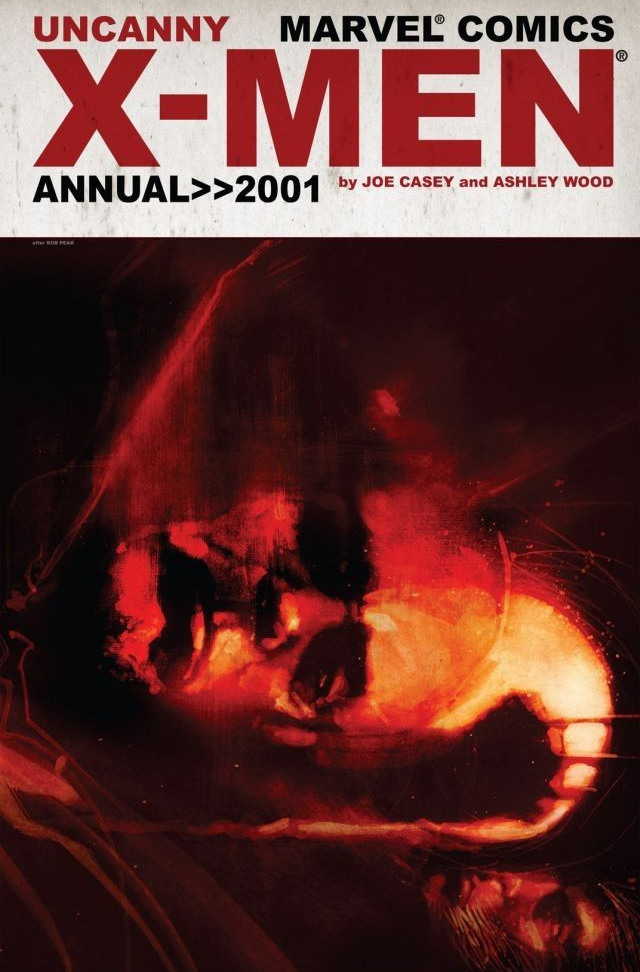 UNCANNY MARVEL® COMICS
X-MEN®
ANNUAL>>2001 by JOE CASEY and ASHLEY WOOD
after BOB PEAK